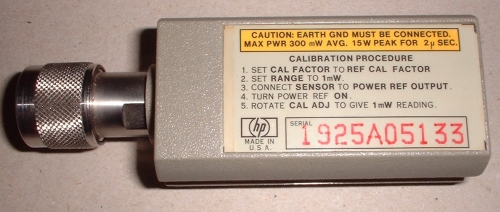 CAUTION: EARTH GND MUST BE CONNECTED.
MAX PWR 300 mW AVG. 15W PEAK FOR 2μ SEC.
CALIBRATION PROCEDURE
1. SET CAL FACTOR TO REF CAL FACTOR
2. SET RANGE TO 1mW.
3. CONNECT SENSOR TO POWER REF OUTPUT.
4. TURN POWER REF ON.
5. ROTATE CAL ADJ TO GIVE 1mW READING.
hp
MADE IN
U.S.A.
SERIAL
1925A05133